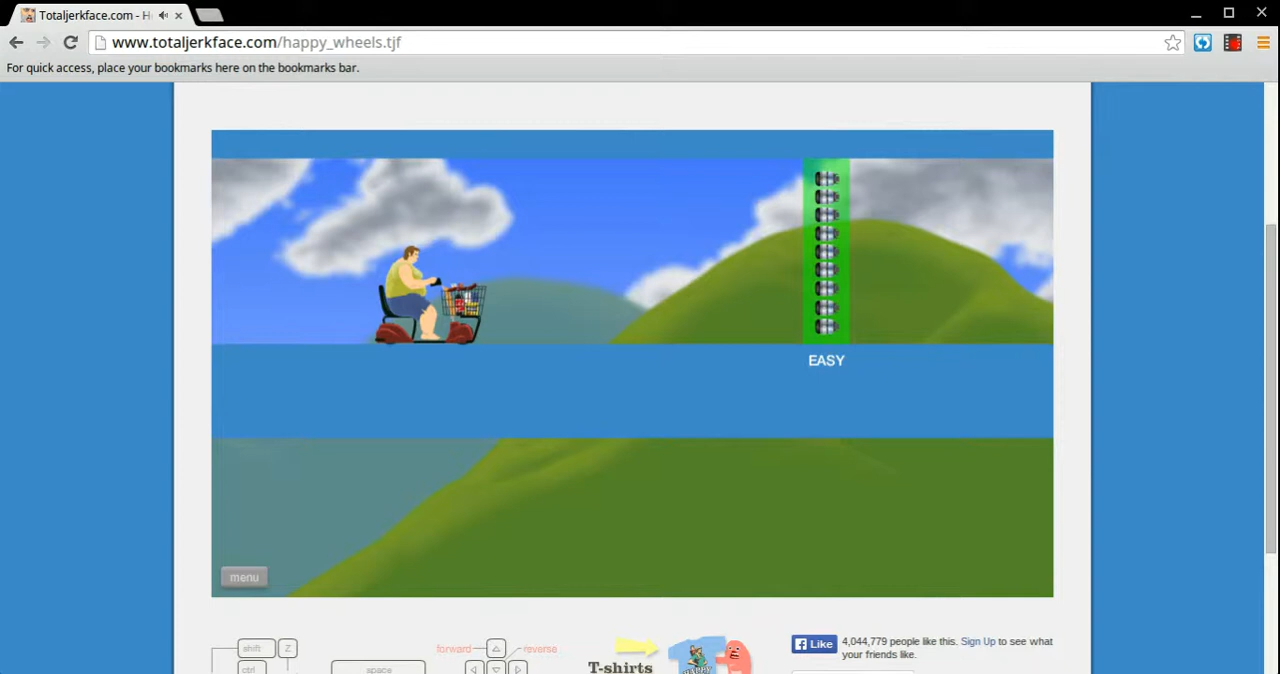 Totaljerkface.com - H
www.totaljerkface.com/happy_wheels.tjf
For quick access, place your bookmarks here on the bookmarks bar.
EASY
menu
shift Z
ctrl
space
forward
reverse
T-shirts
Like 4,044,779 people like this. Sign Up to see what
your friends like.